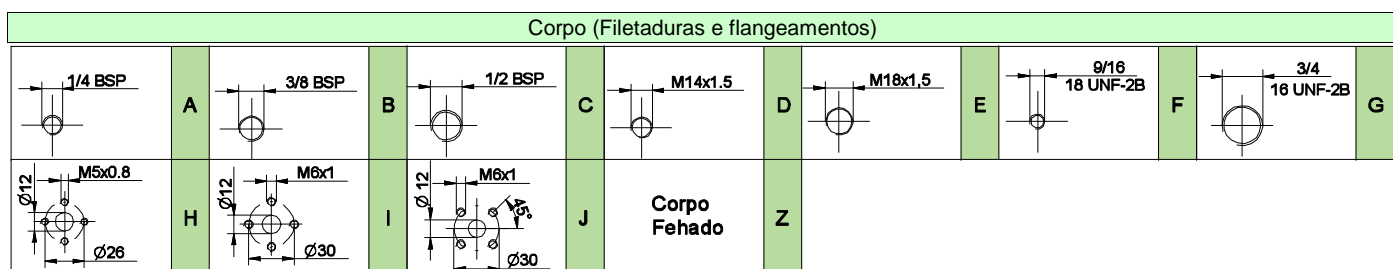 Corpo (Filetaduras e flangeamentos)
1/4 BSP
A
3/8 BSP
B
1/2 BSP
C
M14x1.5
D
M18x1,5
E
9/16
18 UNF-2B
F
3/4
16 UNF-2B
G
M5x0.8
Ø12
Ø26
H
M6x1
Ø12
Ø30
I
M6x1
Ø 12
45°
Ø30
J
Corpo
Fehado
Z